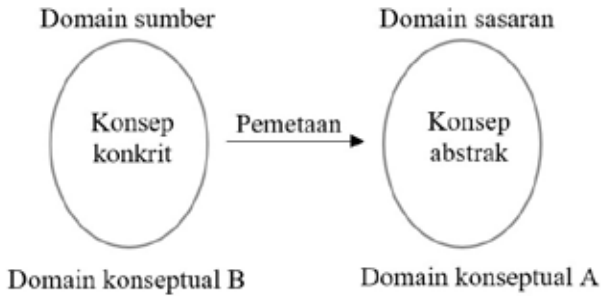 Domain sumber
Domain sasaran
Konsep
konkrit
Pemetaan
Konsep
abstrak
Domain konseptual B
Domain konseptual A